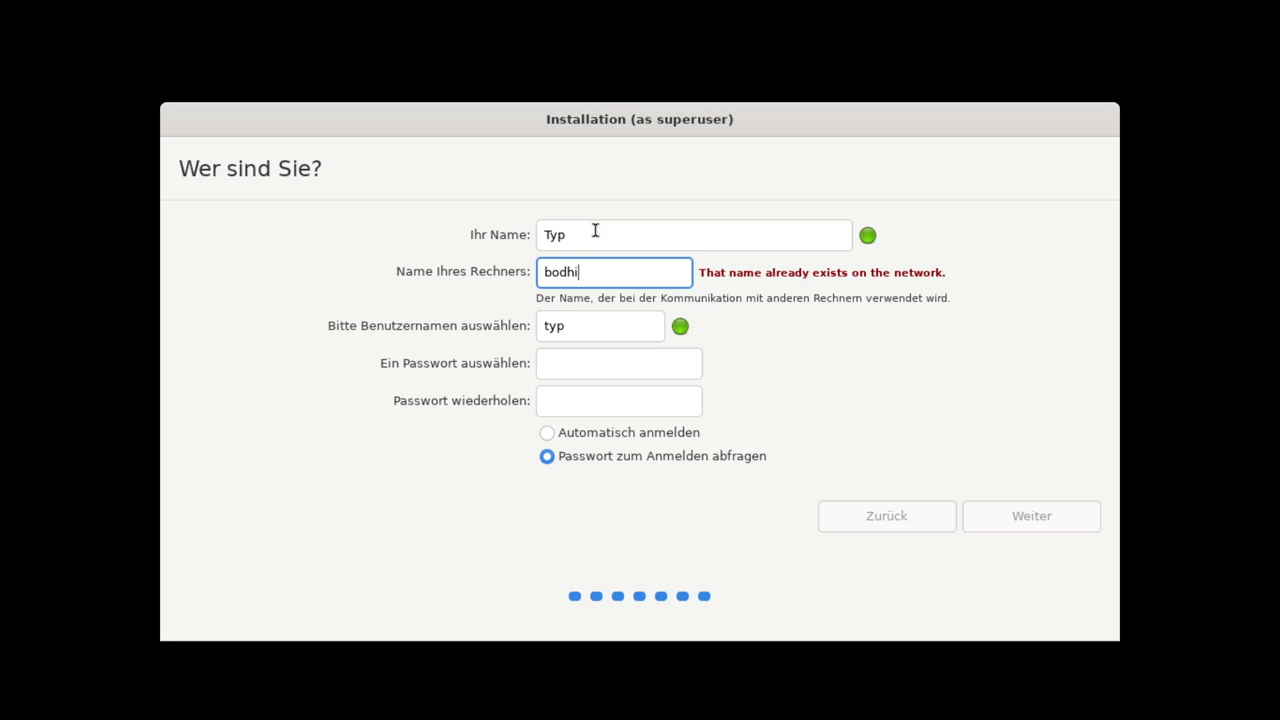 Installation (as superuser)
Wer sind Sie?
Ihr Name: Typ
Name Ihres Rechners: bodhi That name already exists on the network.
Der Name, der bei der Kommunikation mit anderen Rechnern verwendet wird.
Bitte Benutzernamen auswählen: typ
Ein Passwort auswählen:
Passwort wiederholen:
Automatisch anmelden
Passwort zum Anmelden abfragen
Zurück Weiter